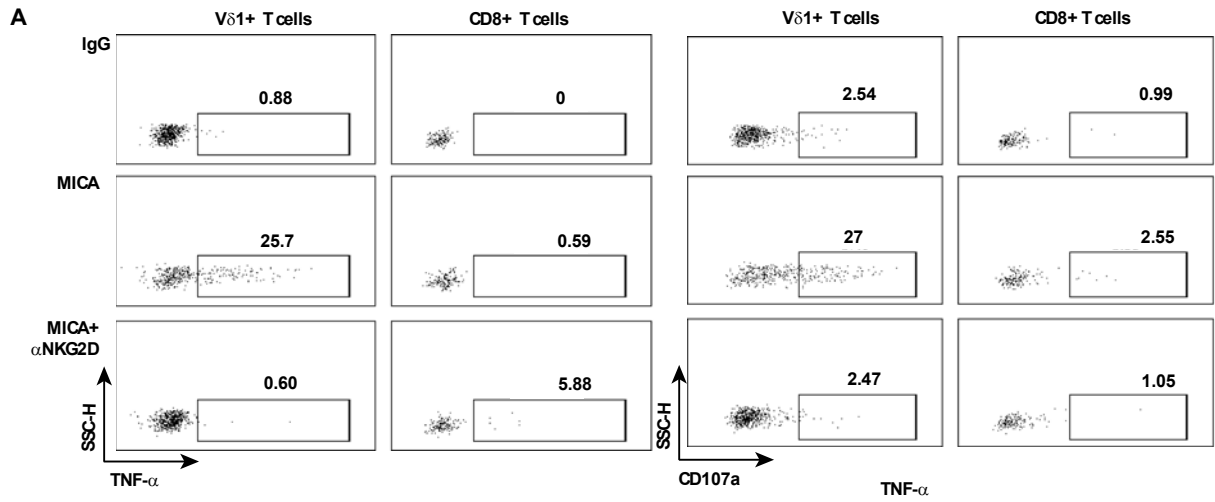 A
Vδ1+ T cells CD8+ T cells Vδ1+ T cells CD8+ T cells
IgG
0.88 0 2.54 0.99
MICA
25.7 0.59 27 2.55
MICA+
αNKG2D
0.60 5.88 2.47 1.05
SSC-H SSC-H
TNF-α CD107a TNF-α